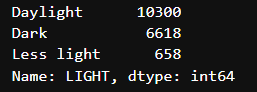 Daylight 10300
Dark 6618
Less light 658
Name: LIGHT, dtype: int64